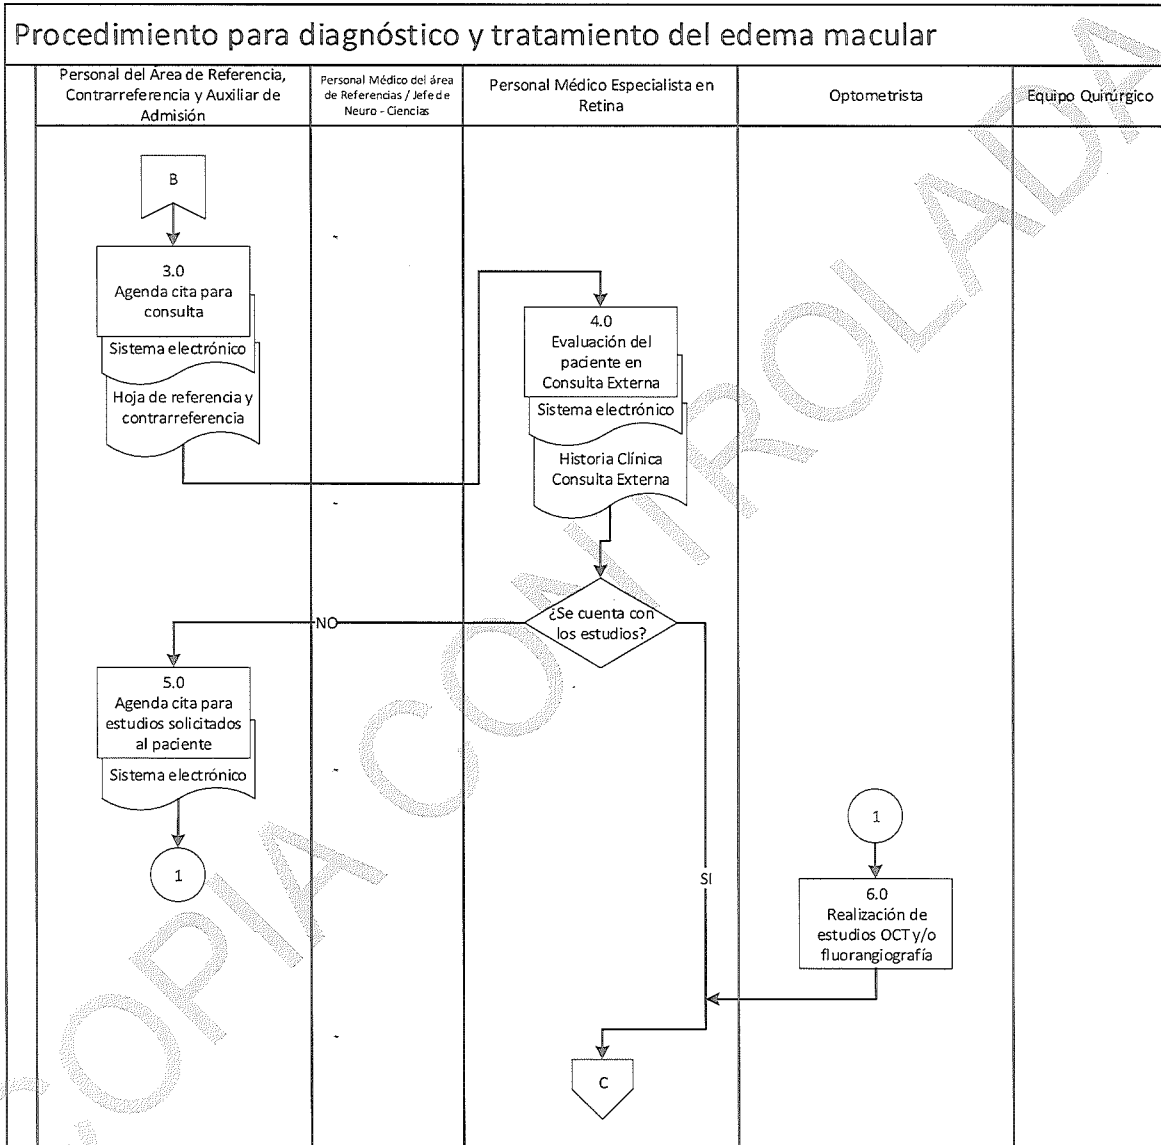 Procedimiento para diagnóstico y tratamiento del edema macular
Personal del Área de Referencia,
Contrarreferencia y Auxiliar de
Admisión
Personal Médico del área
de Referencias / Jefe de
Neuro - Ciencias
Personal Médico Especialista en
Retina
Optometrista
Equipo Quirúrgico
B
3.0
Agenda cita para
consulta
Sistema electrónico
Hoja de referencia y
contrarreferencia
4.0
Evaluación del
paciente en
Consulta Externa
Sistema electrónico
Historia Clínica
Consulta Externa
¿Se cuenta con
los estudios?
NO
SI
5.0
Agenda cita para
estudios solicitados
al paciente
Sistema electrónico
1
1
6.0
Realización de
estudios OCT y/o
fluorangiografía
C
COPIA CONTROLADA